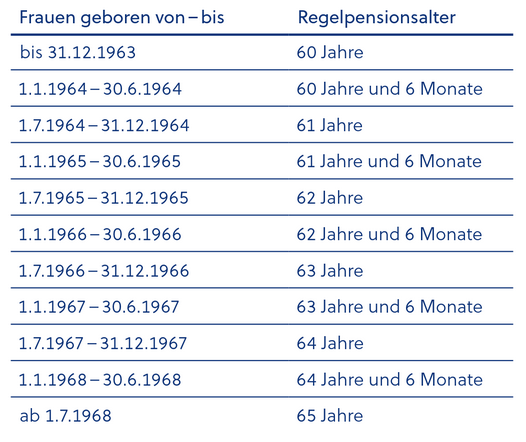 Frauen geboren von – bis Regelpensionsalter
bis 31.12.1963 60 Jahre
1.1.1964 – 30.6.1964 60 Jahre und 6 Monate
1.7.1964 – 31.12.1964 61 Jahre
1.1.1965 – 30.6.1965 61 Jahre und 6 Monate
1.7.1965 – 31.12.1965 62 Jahre
1.1.1966 – 30.6.1966 62 Jahre und 6 Monate
1.7.1966 – 31.12.1966 63 Jahre
1.1.1967 – 30.6.1967 63 Jahre und 6 Monate
1.7.1967 – 31.12.1967 64 Jahre
1.1.1968 – 30.6.1968 64 Jahre und 6 Monate
ab 1.7.1968 65 Jahre